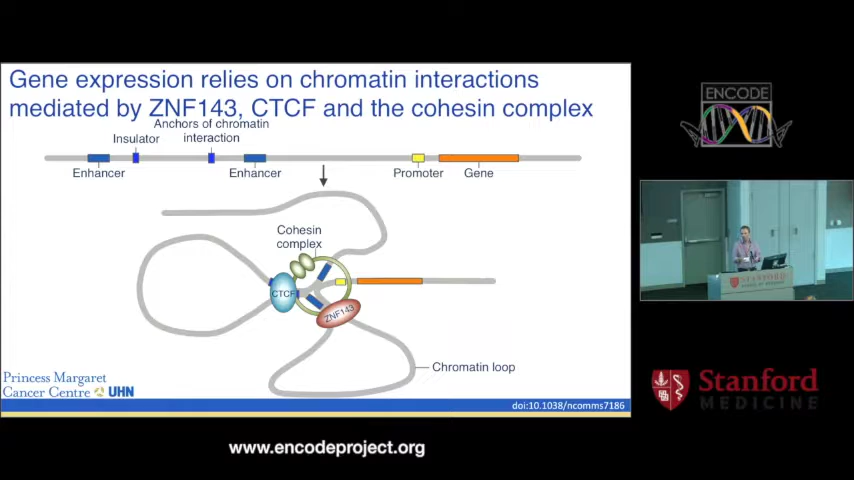 Gene expression relies on chromatin interactions
mediated by ZNF143, CTCF and the cohesin complex
Anchors of chromatin
interaction
Insulator
Enhancer
Enhancer
Promoter
Gene
Cohesin
complex
CTCF
ZNF143
Chromatin loop
Princess Margaret
Cancer Centre UHN
doi:10.1038/ncomms7186
ENCODE
STANFORD
Stanford
MEDICINE
www.encodeproject.org